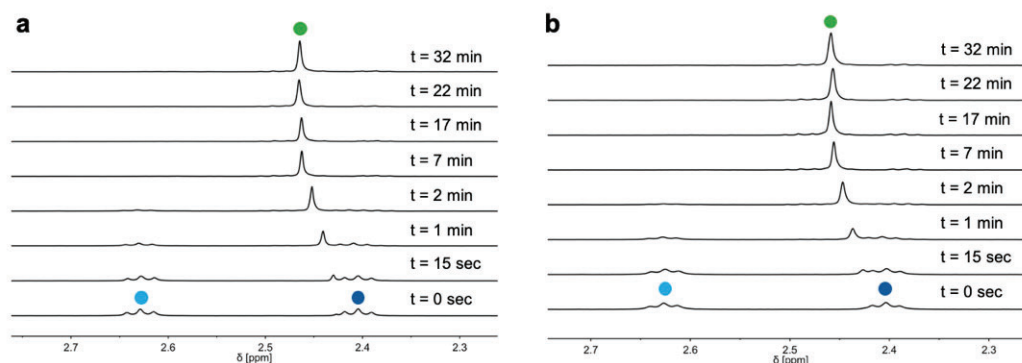 a
t = 32 min
t = 22 min
t = 17 min
t = 7 min
t = 2 min
t = 1 min
t = 15 sec
t = 0 sec
2.7 2.6 2.5 2.4 2.3
δ [ppm]
b
t = 32 min
t = 22 min
t = 17 min
t = 7 min
t = 2 min
t = 1 min
t = 15 sec
t = 0 sec
2.7 2.6 2.5 2.4 2.3
δ [ppm]